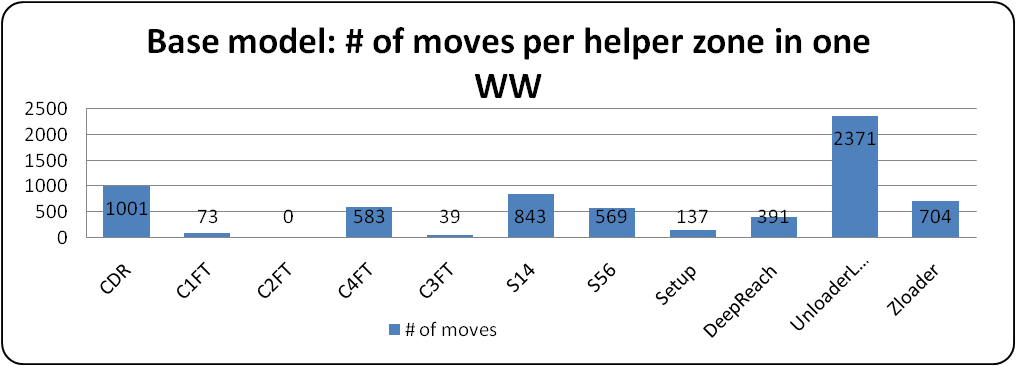 Base model: # of moves per helper zone in one
WW
2500
2000
1500
1000
500
0
1001
73
0
583
39
843
569
137
391
2371
704
CDR
C1FT
C2FT
C4FT
C3FT
S14
S56
Setup
DeepReach
UnloaderL...
Zloader
# of moves